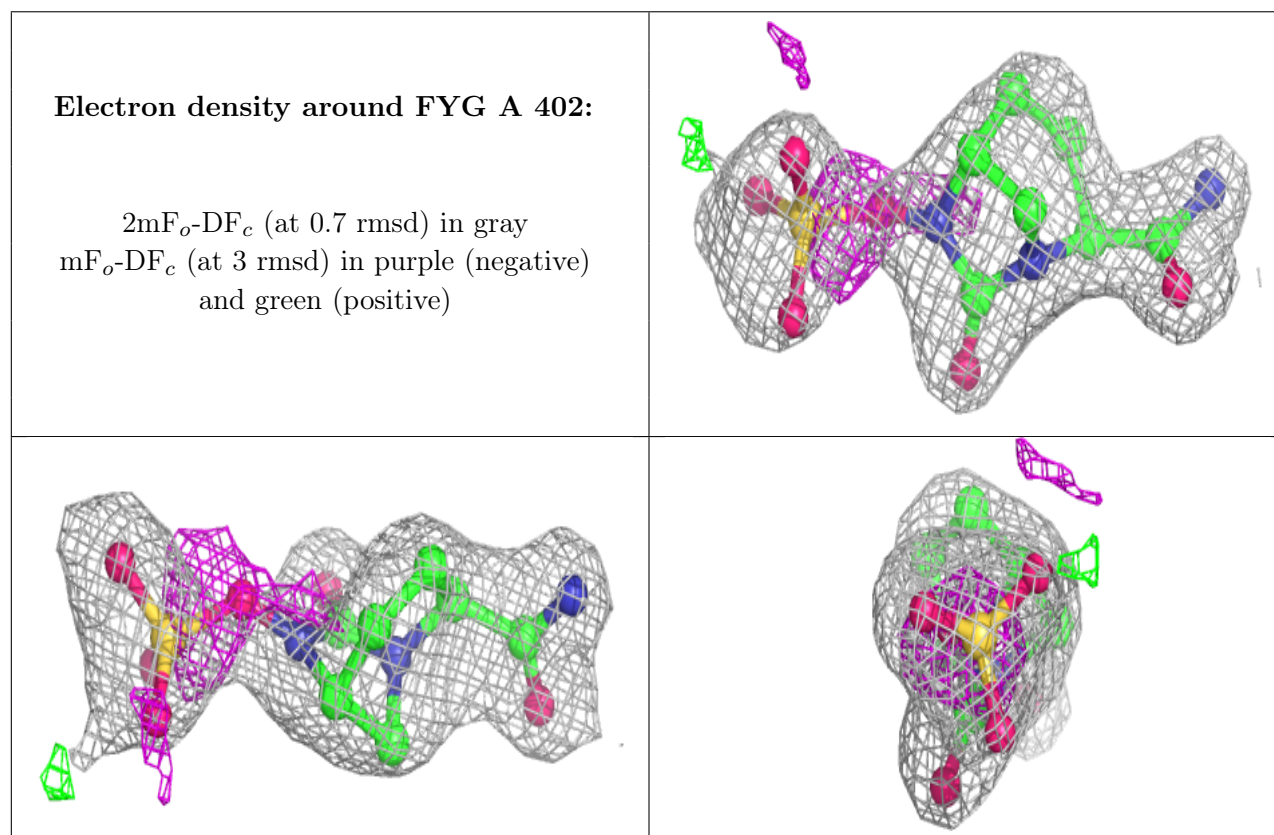 Electron density around FYG A 402:
2mFo-DFc (at 0.7 rmsd) in gray
mFo-DFc (at 3 rmsd) in purple (negative)
and green (positive)